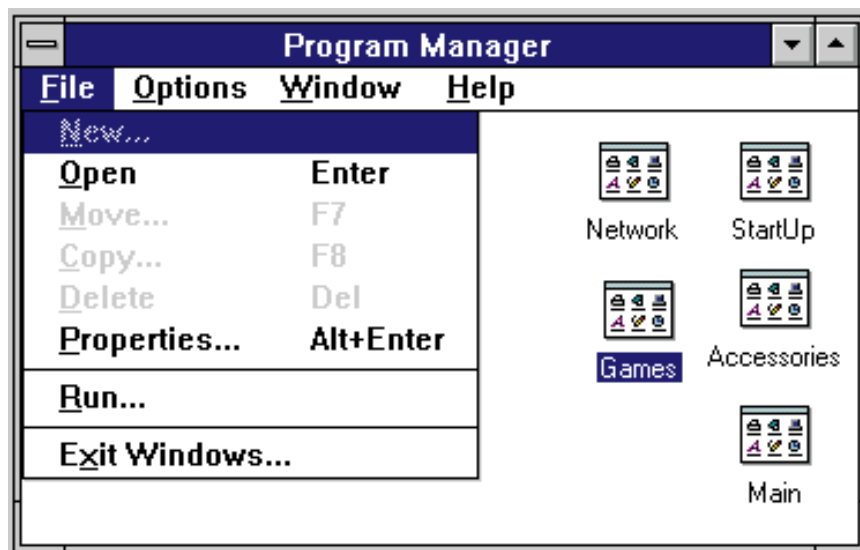 Program Manager
File Options Window Help
New...
Open Enter
Move... F7
Copy... F8
Delete Del
Properties... Alt+Enter
Run...
Exit Windows...
Network StartUp
Games Accessories
Main